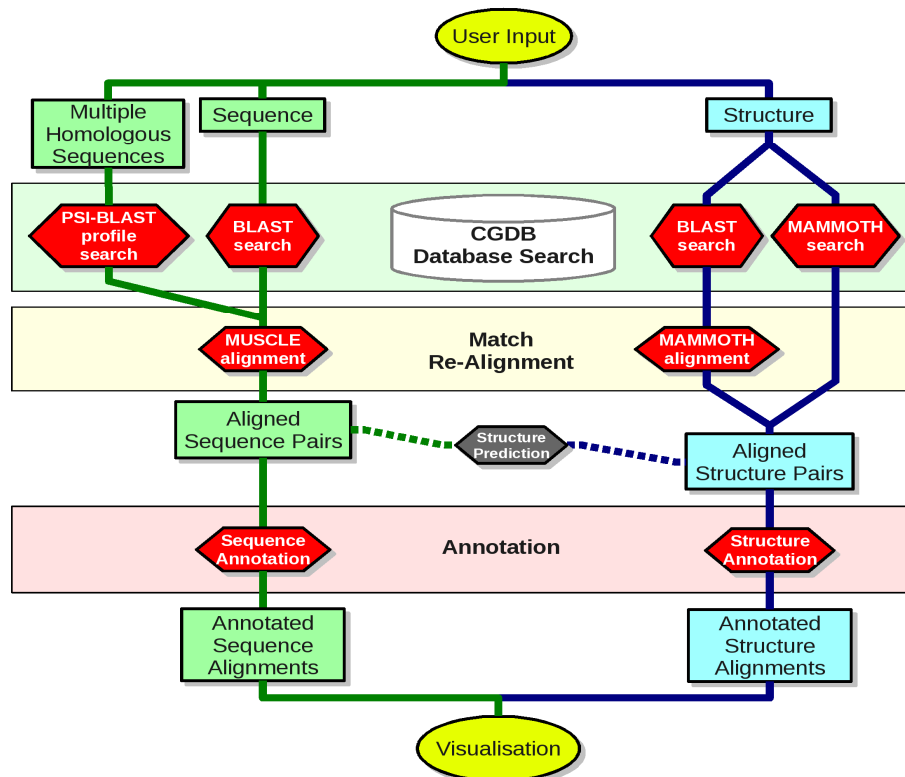 User Input
Multiple
Homologous
Sequences
Sequence
Structure
PSI-BLAST
profile
search
BLAST
search
CGDB
Database Search
BLAST
search
MAMMOTH
search
MUSCLE
alignment
Match
Re-Alignment
MAMMOTH
alignment
Aligned
Sequence Pairs
Structure
Prediction
Aligned
Structure Pairs
Sequence
Annotation
Annotation
Structure
Annotation
Annotated
Sequence
Alignments
Annotated
Structure
Alignments
Visualisation